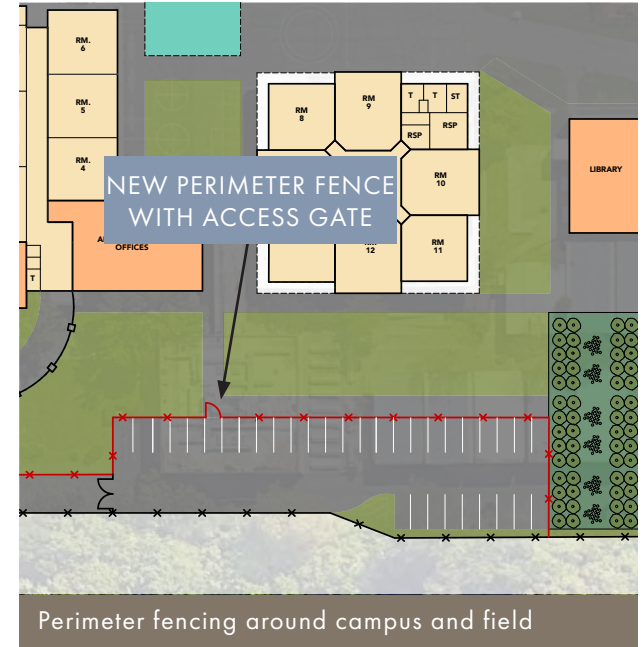 RM.
6
RM.
5
RM.
4
RM
8
RM
9
T
T
ST
RSP
RSP
RM
10
RM
11
12
LIBRARY
NEW PERIMETER FENCE
WITH ACCESS GATE
OFFICES
T
Perimeter fencing around campus and field